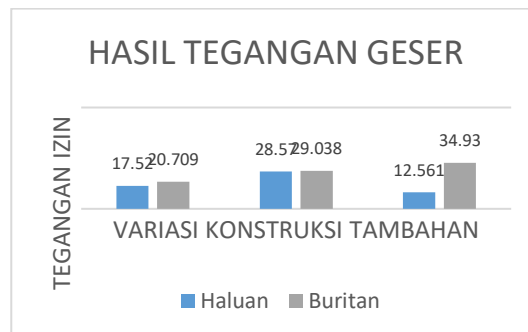 HASIL TEGANGAN GESER
TEGANGAN IZIN
17.52
20.709
28.57
29.038
12.561
34.93
VARIASI KONSTRUKSI TAMBAHAN
Haluan
Buritan